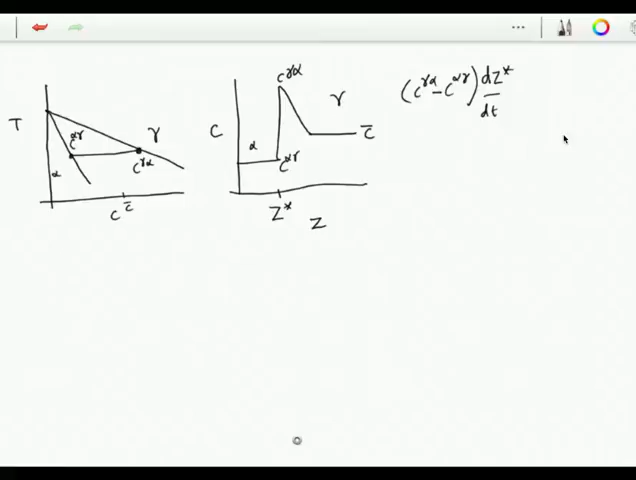 T
C^αγ
γ
α
C^γα
C
c̄
C
C^γα
γ
α
c̄
C^αγ
Z*
Z
(C^γα - C^αγ) dZ*/dt